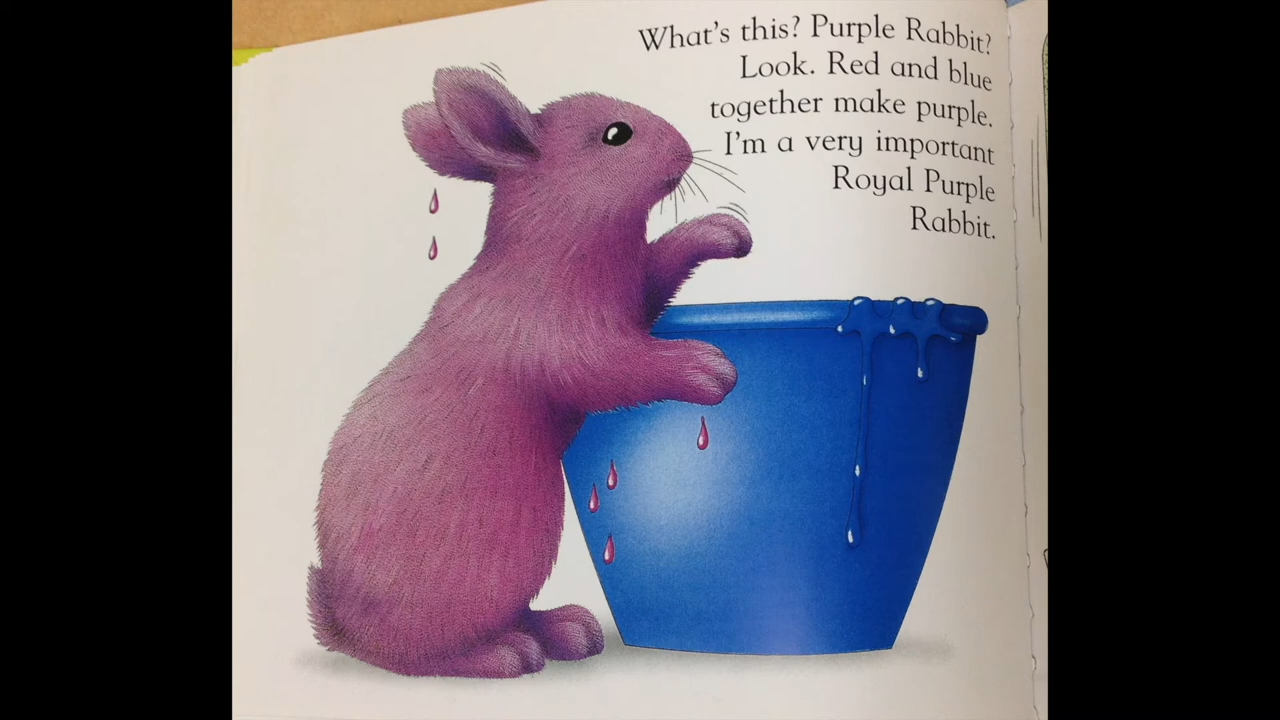 What's this? Purple Rabbit?
Look. Red and blue
together make purple.
I'm a very important
Royal Purple
Rabbit.